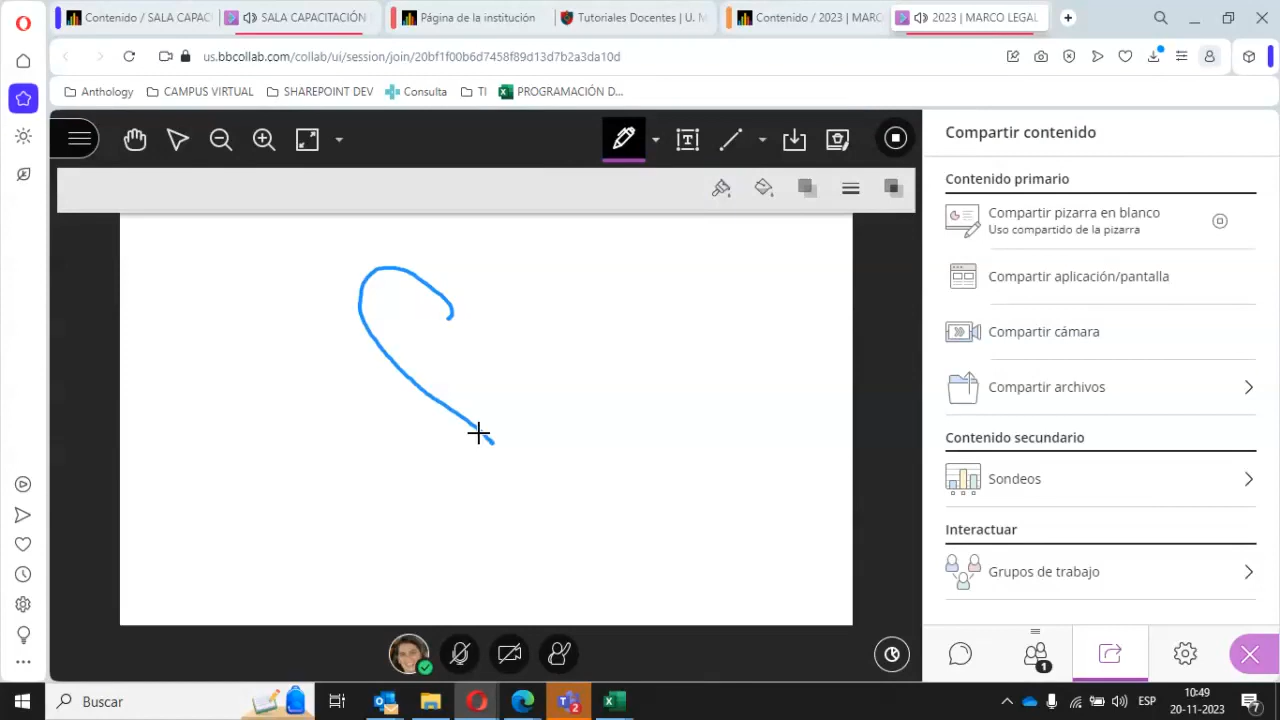 Contenido / SALA CAPAC
SALA CAPACITACIÓN
Página de la institución
Tutoriales Docentes | U. M
Contenido / 2023 | MARC
2023 | MARCO LEGAL
us.bbcollab.com/collab/ui/session/join/20bf1f00b6d7458f89d13d7b2a3da10d
Anthology
CAMPUS VIRTUAL
SHAREPOINT DEV
Consulta
TI
PROGRAMACIÓN D...
Compartir contenido
Contenido primario
Compartir pizarra en blanco
Uso compartido de la pizarra
Compartir aplicación/pantalla
Compartir cámara
Compartir archivos
Contenido secundario
Sondeos
Interactuar
Grupos de trabajo
1
Buscar
2
ESP
10:49
20-11-2023
7